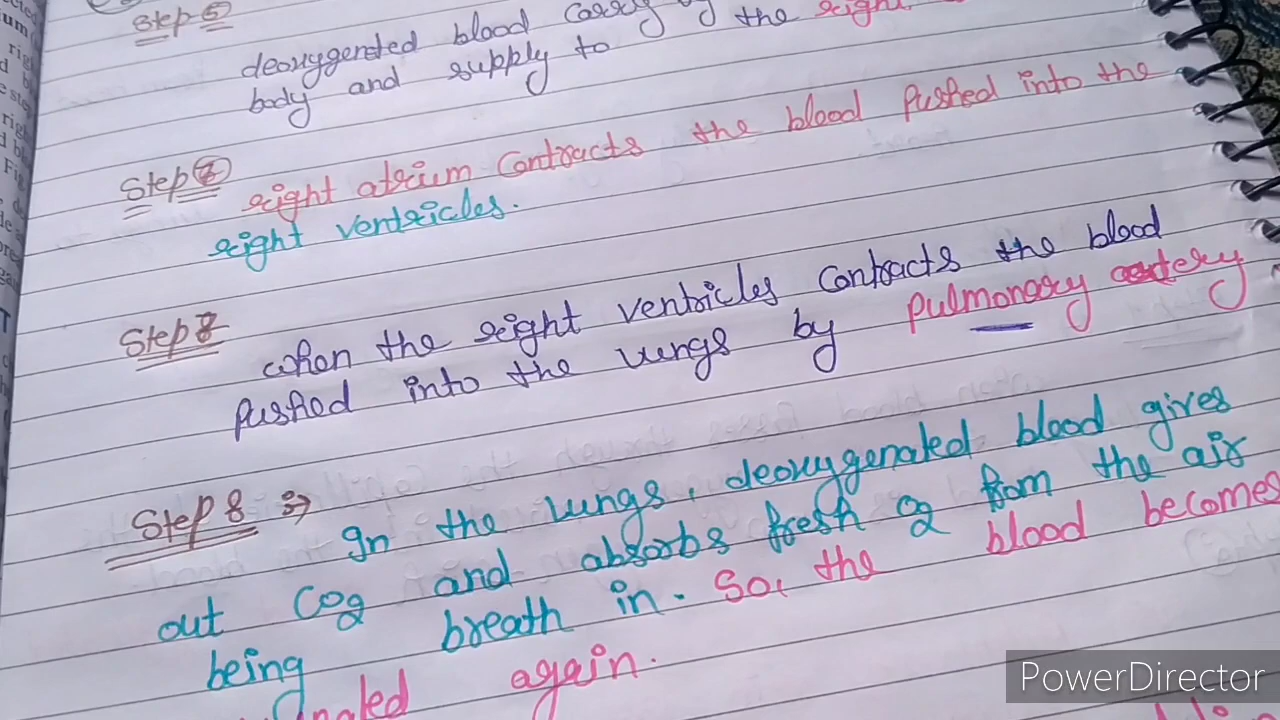 Step 5
deoxygenated blood carry by the right
body and supply to
Step 6
right atrium contracts the blood pushed into the
right ventricles.
Step 7
when the right ventricles contracts the blood
pushed into the lungs by pulmonary artery
Step 8 ⇒
In the lungs, deoxygenated blood gives
out CO2 and absorbs fresh O2 from the air
being breath in. So, the blood becomes
again.
PowerDirector